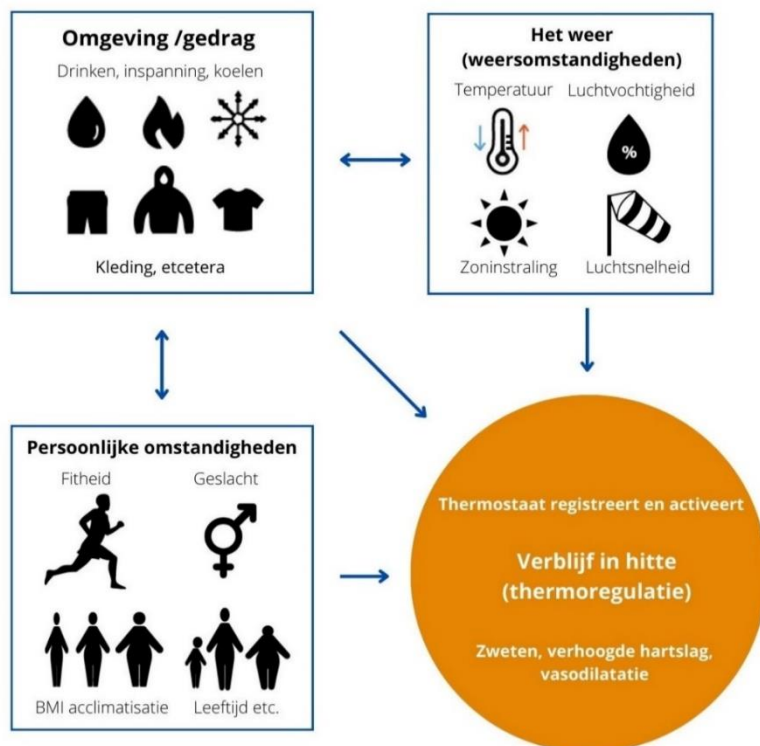 Omgeving /gedrag
Drinken, inspanning, koelen
Kleding, etcetera
Het weer
(weersomstandigheden)
Temperatuur
Luchtvochtigheid
%
Zoninstraling
Luchtsnelheid
Persoonlijke omstandigheden
Fitheid
Geslacht
BMI acclimatisatie
Leeftijd etc.
Thermostaat registreert en activeert
Verblijf in hitte
(thermoregulatie)
Zweten, verhoogde hartslag,
vasodilatatie